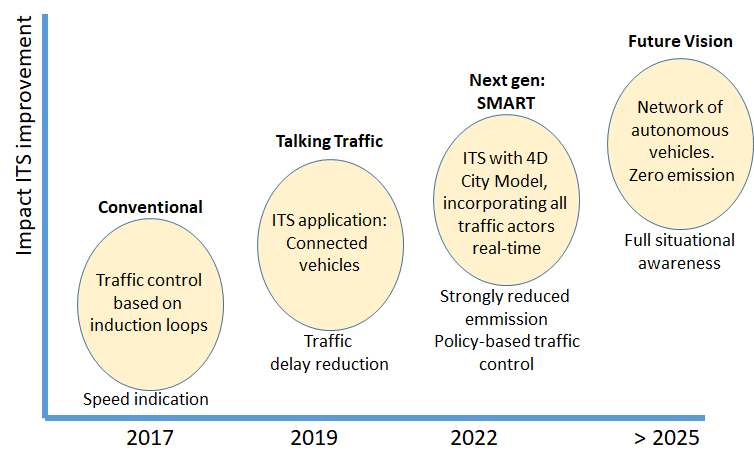 Impact ITS improvement
Conventional
Traffic control
based on
induction loops
Speed indication
Talking Traffic
ITS application:
Connected
vehicles
Traffic
delay reduction
Next gen:
SMART
ITS with 4D
City Model,
incorporating all
traffic actors
real-time
Strongly reduced
emmission
Policy-based traffic
control
Future Vision
Network of
autonomous
vehicles.
Zero emission
Full situational
awareness
2017
2019
2022
> 2025